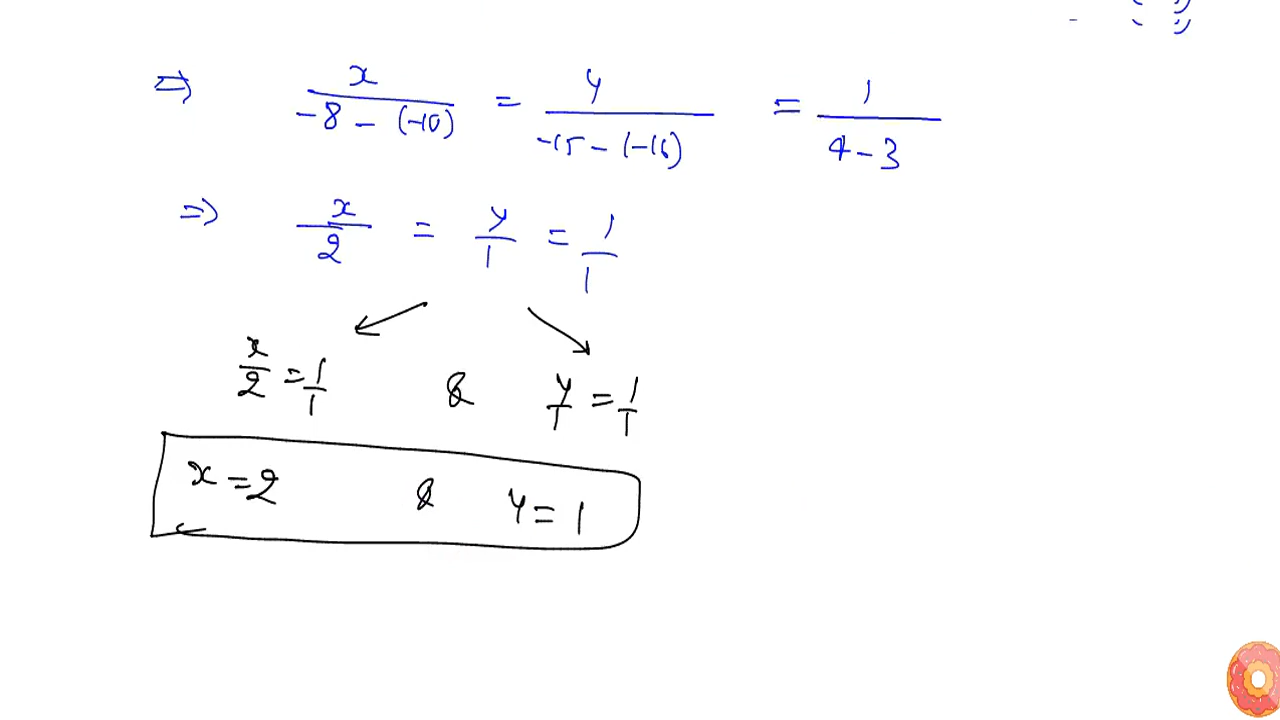 ⇒ x/(-8 - (-10)) = y/(-15 - (-16)) = 1/(4 - 3)
⇒ x/2 = y/1 = 1/1
x/2 = 1/1 & y/1 = 1/1
x = 2 & y = 1